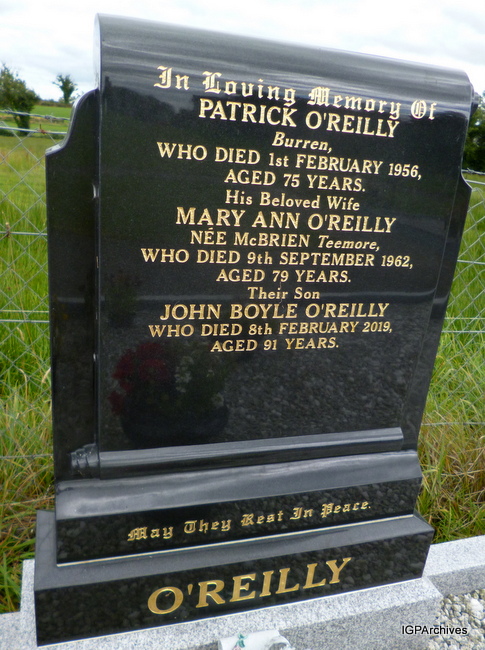 In Loving Memory Of
PATRICK O'REILLY
Burren,
WHO DIED 1st FEBRUARY 1956,
AGED 75 YEARS.
His Beloved Wife
MARY ANN O'REILLY
NÉE McBRIEN Teemore,
WHO DIED 9th SEPTEMBER 1962,
AGED 79 YEARS.
Their Son
JOHN BOYLE O'REILLY
WHO DIED 8th FEBRUARY 2019,
AGED 91 YEARS.
May They Rest In Peace.
O'REILLY
IGPArchives